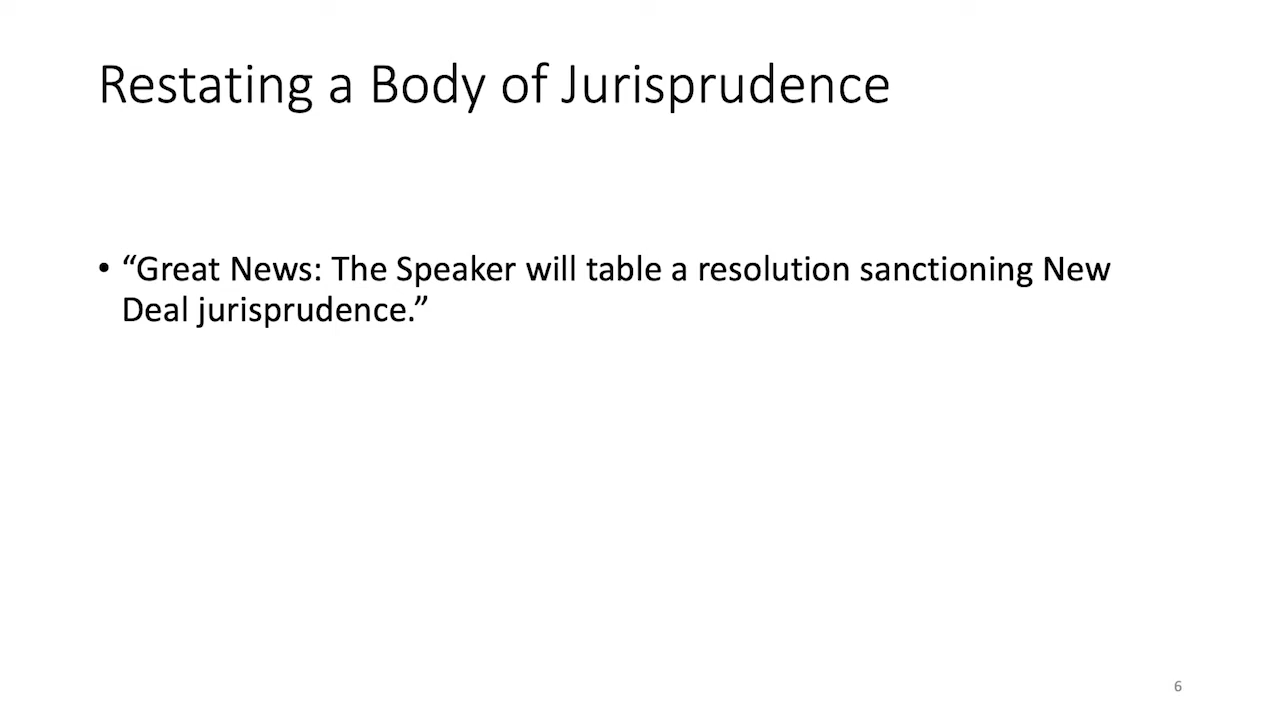 Restating a Body of Jurisprudence
• “Great News: The Speaker will table a resolution sanctioning New
Deal jurisprudence.”
6